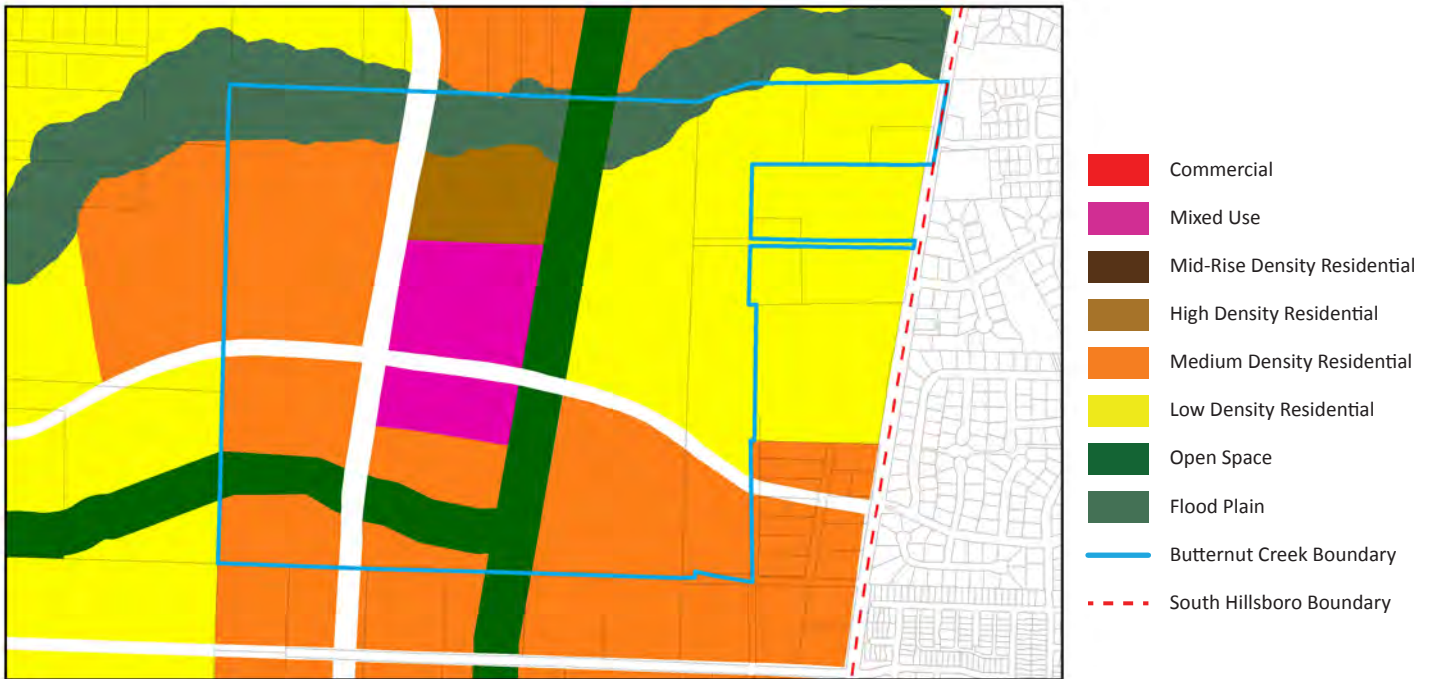 Commercial
Mixed Use
Mid-Rise Density Residential
High Density Residential
Medium Density Residential
Low Density Residential
Open Space
Flood Plain
Butternut Creek Boundary
South Hillsboro Boundary